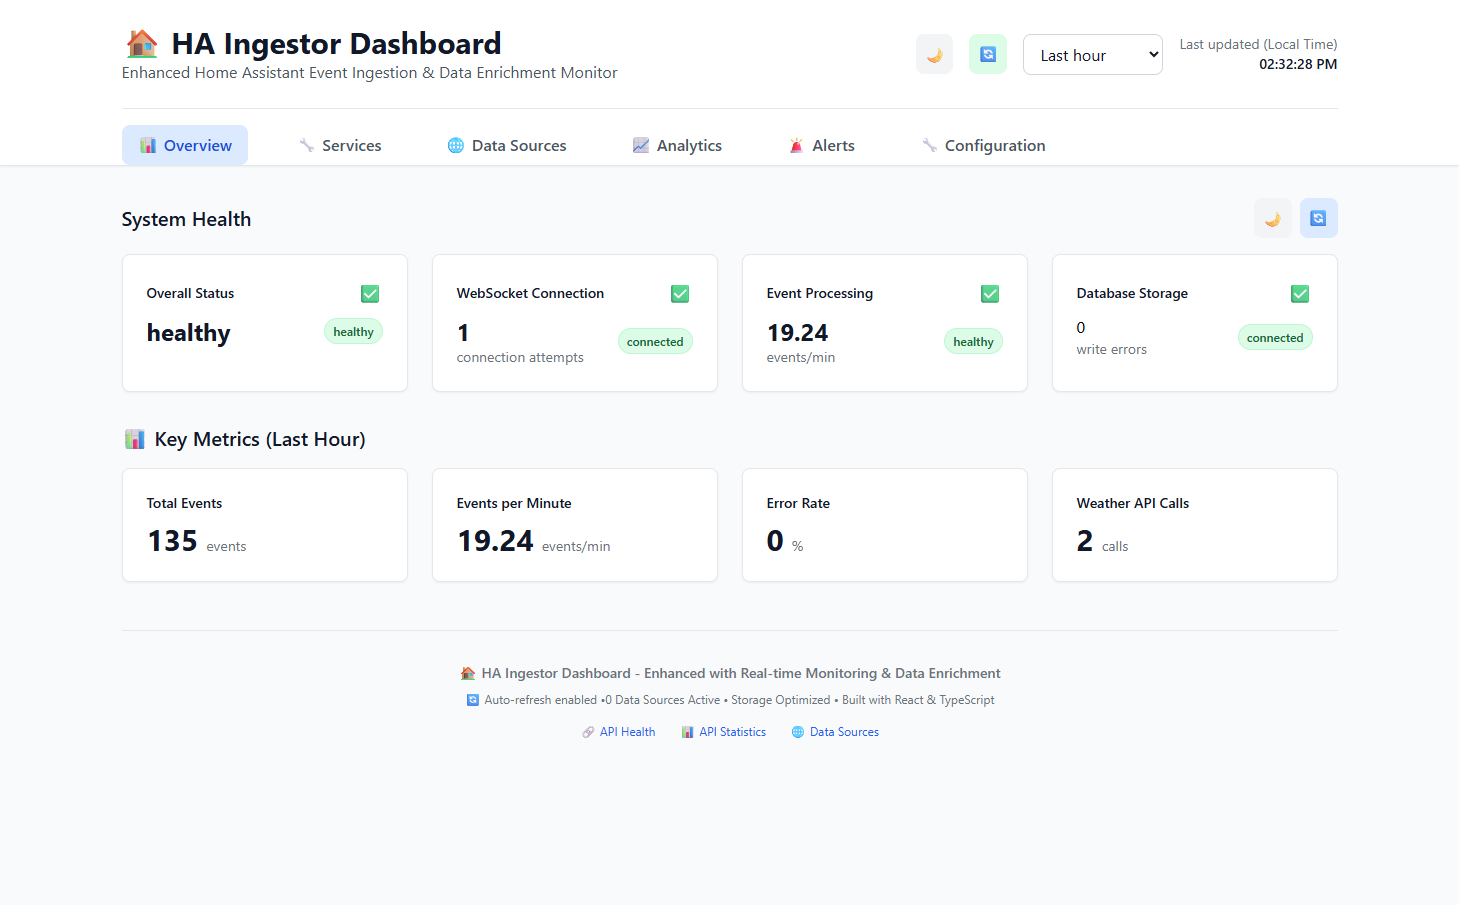 🏠 HA Ingestor Dashboard
Enhanced Home Assistant Event Ingestion & Data Enrichment Monitor
Last hour
Last updated (Local Time)
02:32:28 PM
Overview
Services
Data Sources
Analytics
Alerts
Configuration
System Health
Overall Status
healthy
healthy
WebSocket Connection
1
connection attempts
connected
Event Processing
19.24
events/min
healthy
Database Storage
0
write errors
connected
Key Metrics (Last Hour)
Total Events
135 events
Events per Minute
19.24 events/min
Error Rate
0 %
Weather API Calls
2 calls
HA Ingestor Dashboard - Enhanced with Real-time Monitoring & Data Enrichment
Auto-refresh enabled •0 Data Sources Active • Storage Optimized • Built with React & TypeScript
API Health
API Statistics
Data Sources